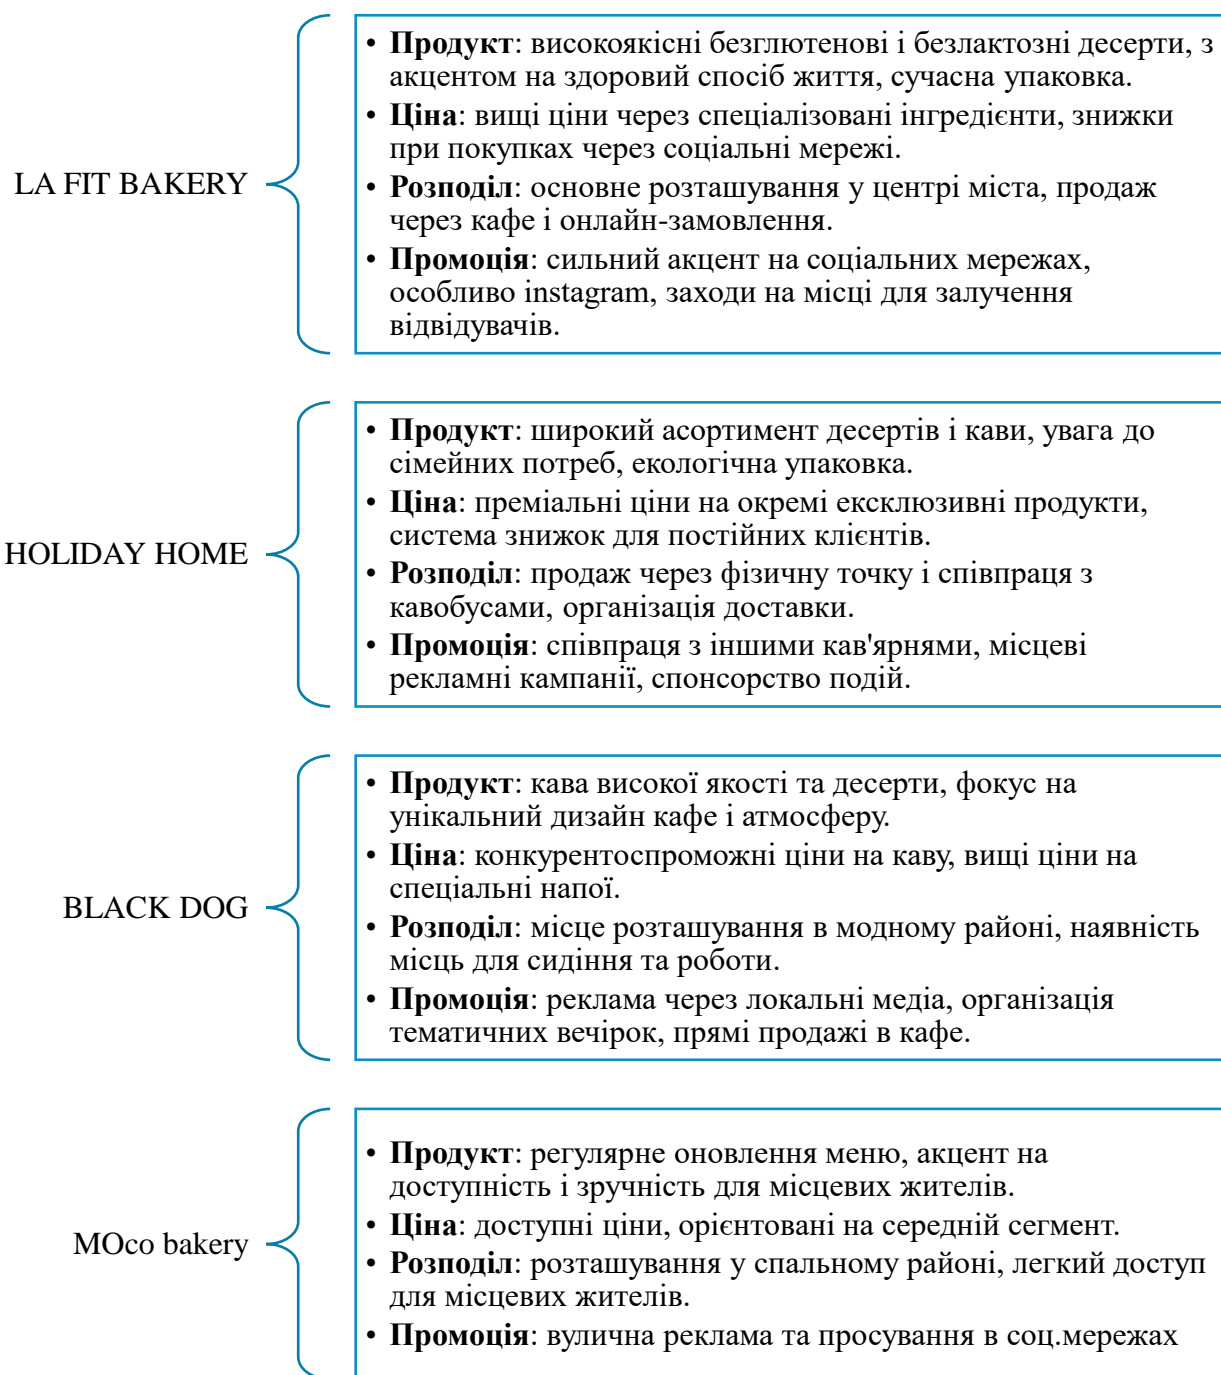 LA FIT BAKERY
• Продукт: високоякісні безглютенові і безлактозні десерти, з
акцентом на здоровий спосіб життя, сучасна упаковка.
• Ціна: вищі ціни через спеціалізовані інгредієнти, знижки
при покупках через соціальні мережі.
• Розподіл: основне розташування у центрі міста, продаж
через кафе і онлайн-замовлення.
• Промоція: сильний акцент на соціальних мережах,
особливо instagram, заходи на місці для залучення
відвідувачів.
HOLIDAY HOME
• Продукт: широкий асортимент десертів і кави, увага до
сімейних потреб, екологічна упаковка.
• Ціна: преміальні ціни на окремі ексклюзивні продукти,
система знижок для постійних клієнтів.
• Розподіл: продаж через фізичну точку і співпраця з
кавобусами, організація доставки.
• Промоція: співпраця з іншими кав'ярнями, місцеві
рекламні кампанії, спонсорство подій.
BLACK DOG
• Продукт: кава високої якості та десерти, фокус на
унікальний дизайн кафе і атмосферу.
• Ціна: конкурентоспроможні ціни на каву, вищі ціни на
спеціальні напої.
• Розподіл: місце розташування в модному районі, наявність
місць для сидіння та роботи.
• Промоція: реклама через локальні медіа, організація
тематичних вечірок, прямі продажі в кафе.
MOco bakery
• Продукт: регулярне оновлення меню, акцент на
доступність і зручність для місцевих жителів.
• Ціна: доступні ціни, орієнтовані на середній сегмент.
• Розподіл: розташування у спальному районі, легкий доступ
для місцевих жителів.
• Промоція: вулична реклама та просування в соц.мережах